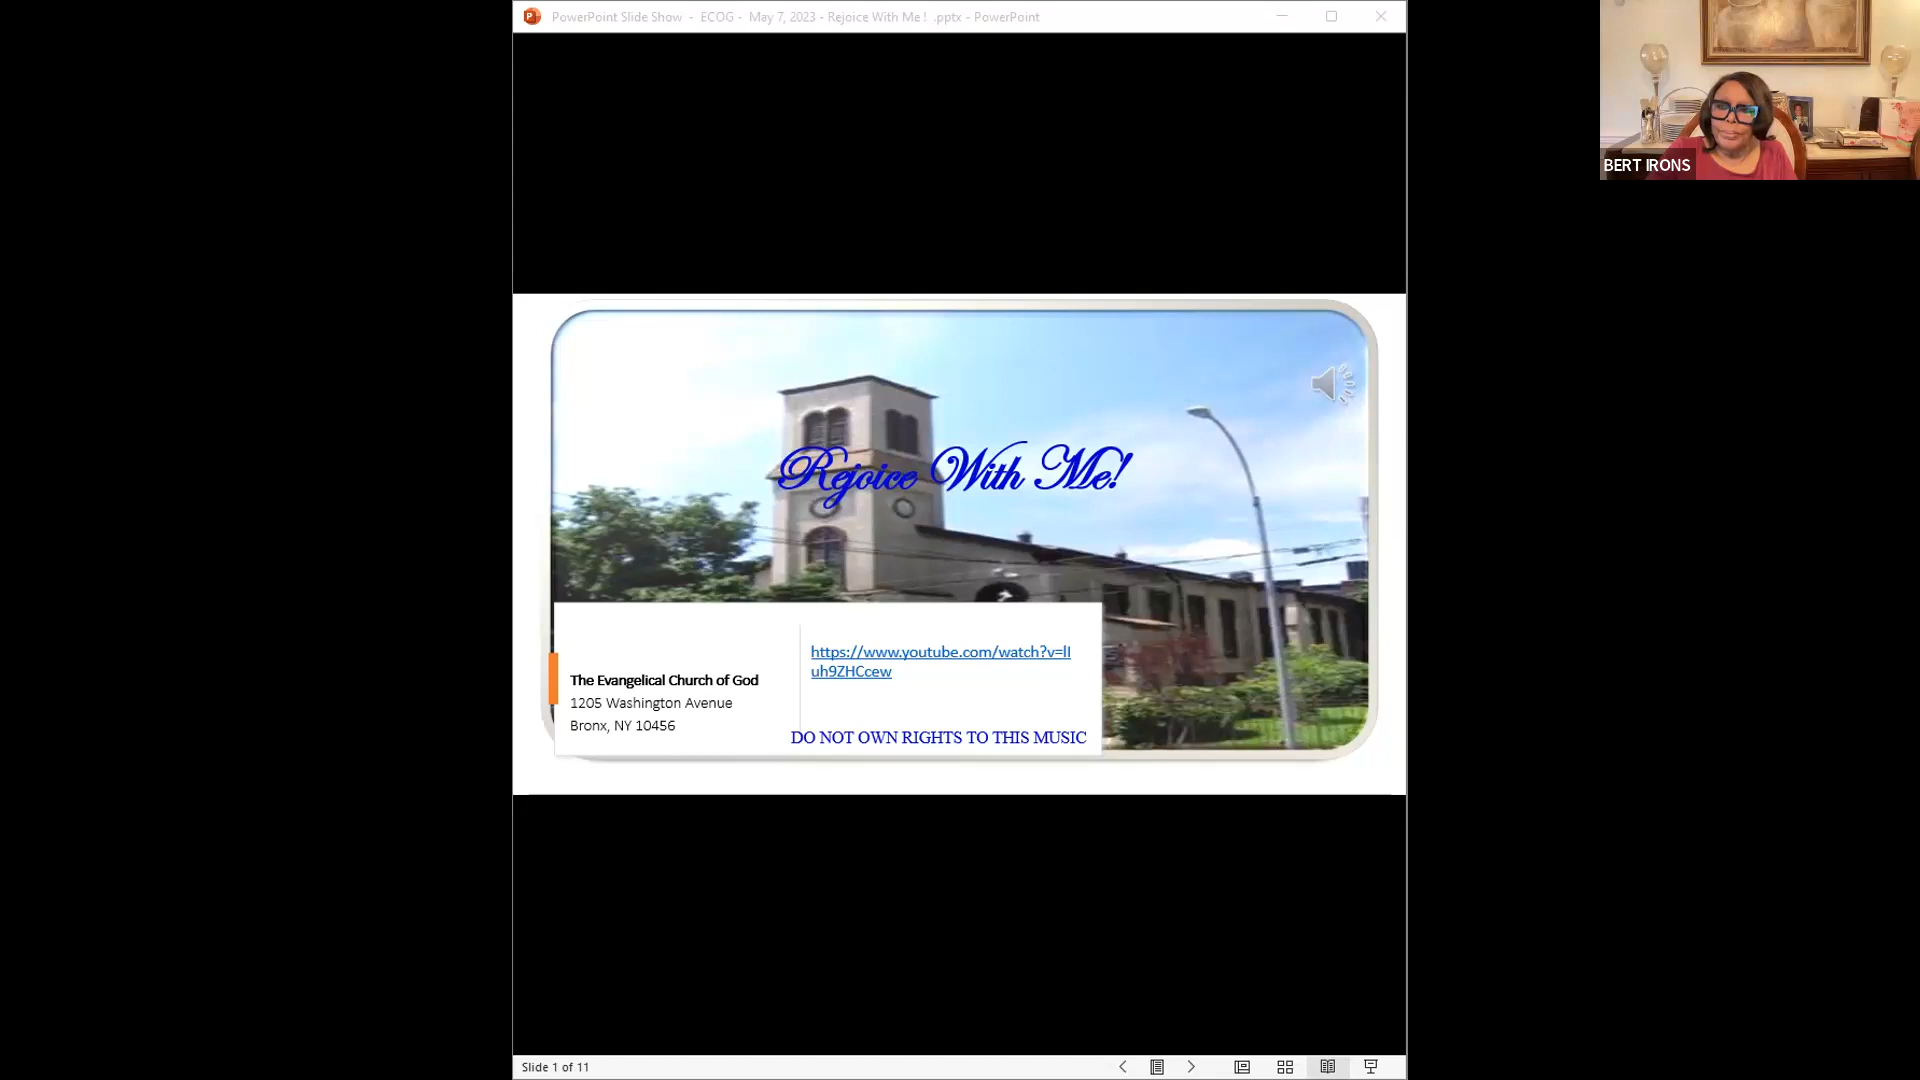 PowerPoint Slide Show - ECOG - May 7, 2023 - Rejoice With Me ! .pptx - PowerPoint
BERT IRONS
Rejoice With Me!
The Evangelical Church of God
1205 Washington Avenue
Bronx, NY 10456
https://www.youtube.com/watch?v=lI
uh9ZHCcew
DO NOT OWN RIGHTS TO THIS MUSIC
Slide 1 of 11